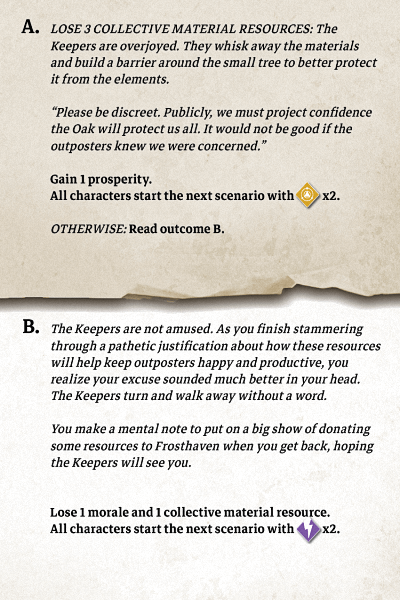 A. LOSE 3 COLLECTIVE MATERIAL RESOURCES: The
Keepers are overjoyed. They whisk away the materials
and build a barrier around the small tree to better protect
it from the elements.
“Please be discreet. Publicly, we must project confidence
the Oak will protect us all. It would not be good if the
outposters knew we were concerned.”
Gain 1 prosperity.
All characters start the next scenario with x2.
OTHERWISE: Read outcome B.
B. The Keepers are not amused. As you finish stammering
through a pathetic justification about how these resources
will help keep outposters happy and productive, you
realize your excuse sounded much better in your head.
The Keepers turn and walk away without a word.
You make a mental note to put on a big show of donating
some resources to Frosthaven when you get back, hoping
the Keepers will see you.
Lose 1 morale and 1 collective material resource.
All characters start the next scenario with x2.